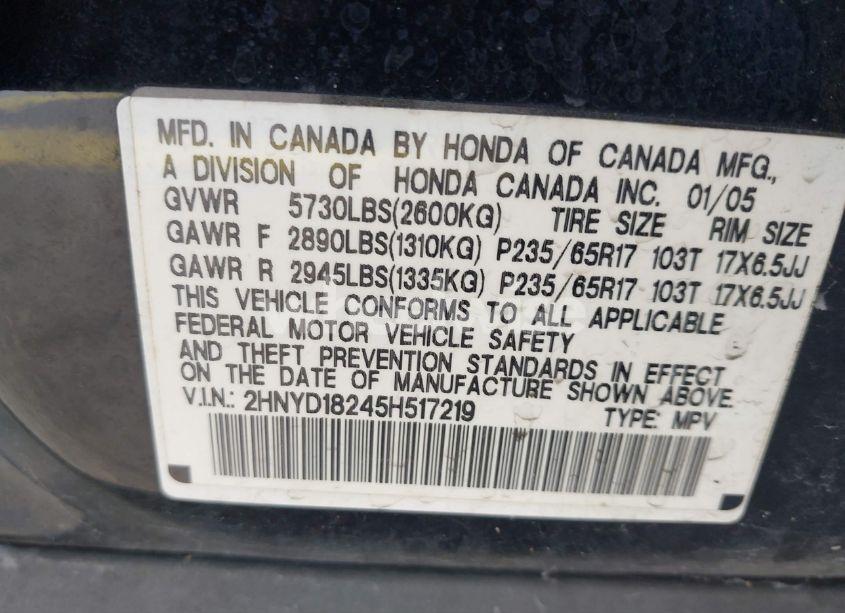 MFD. IN CANADA BY HONDA OF CANADA MFG.,
A DIVISION OF HONDA CANADA INC. 01/05
GVWR 5730LBS(2600KG) TIRE SIZE RIM SIZE
GAWR F 2890LBS(1310KG) P235/65R17 103T 17X6.5JJ
GAWR R 2945LBS(1335KG) P235/65R17 103T 17X6.5JJ
THIS VEHICLE CONFORMS TO ALL APPLICABLE
FEDERAL MOTOR VEHICLE SAFETY
AND THEFT PREVENTION STANDARDS IN EFFECT
ON THE DATE OF MANUFACTURE SHOWN ABOVE.
V.I.N.: 2HNYD18245H517219 TYPE: MPV